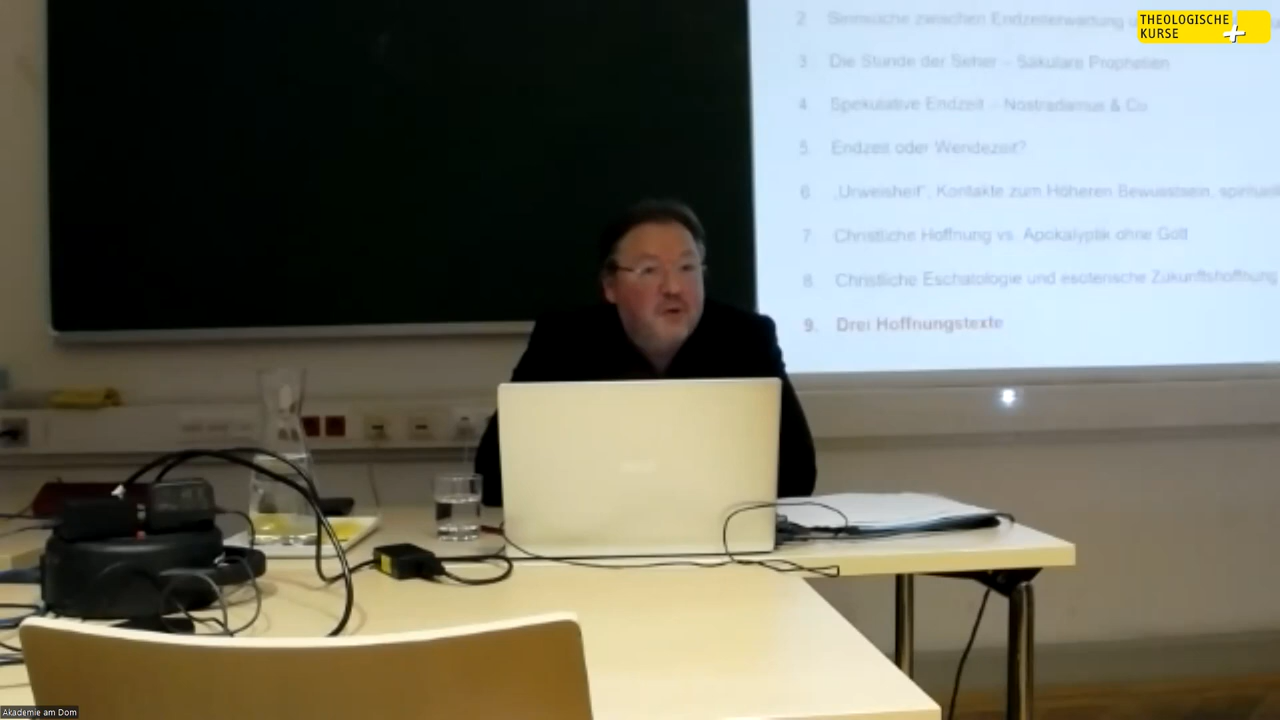 THEOLOGISCHE
KURSE
2. Sinnsuche zwischen Endzeiterwartung
3. Die Stunde der Seher – Säkulare Prophetien
4. Spekulative Endzeit – Nostradamus & Co
5. Endzeit oder Wendezeit?
6. „Urweisheit“, Kontakte zum Höheren Bewusstsein,
7. Christliche Hoffnung vs. Apokalyptik ohne Gott
8. Christliche Eschatologie und esoterische Zukunftshoffnung
9. Drei Hoffnungstexte
Akademie am Dom